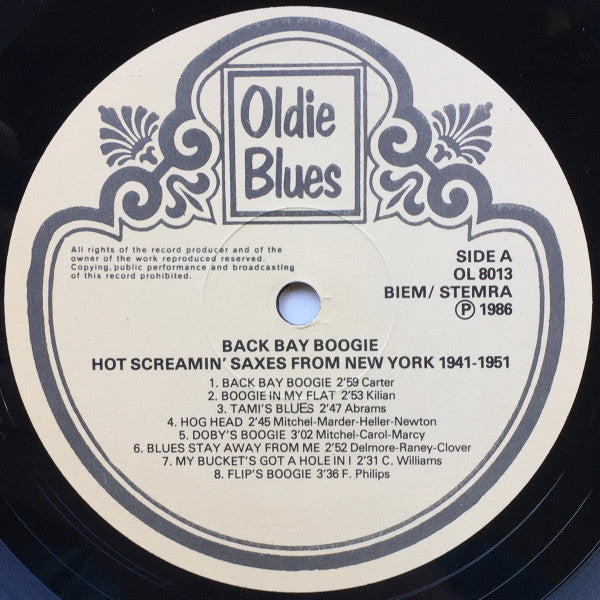 Oldie
Blues
All rights of the record producer and of the
owner of the work reproduced reserved.
Copying, public performance and broadcasting
of this record prohibited.
SIDE A
OL 8013
BIEM/ STEMRA
Ⓟ 1986
BACK BAY BOOGIE
HOT SCREAMIN' SAXES FROM NEW YORK 1941-1951
1. BACK BAY BOOGIE 2'59 Carter
2. BOOGIE IN MY FLAT 2'53 Kilian
3. TAMI'S BLUES 2'47 Abrams
4. HOG HEAD 2'45 Mitchel-Marder-Heller-Newton
5. DOBY'S BOOGIE 3'02 Mitchel-Carol-Marcy
6. BLUES STAY AWAY FROM ME 2'52 Delmore-Raney-Clover
7. MY BUCKET'S GOT A HOLE IN I 2'31 C. Williams
8. FLIP'S BOOGIE 3'36 F. Philips